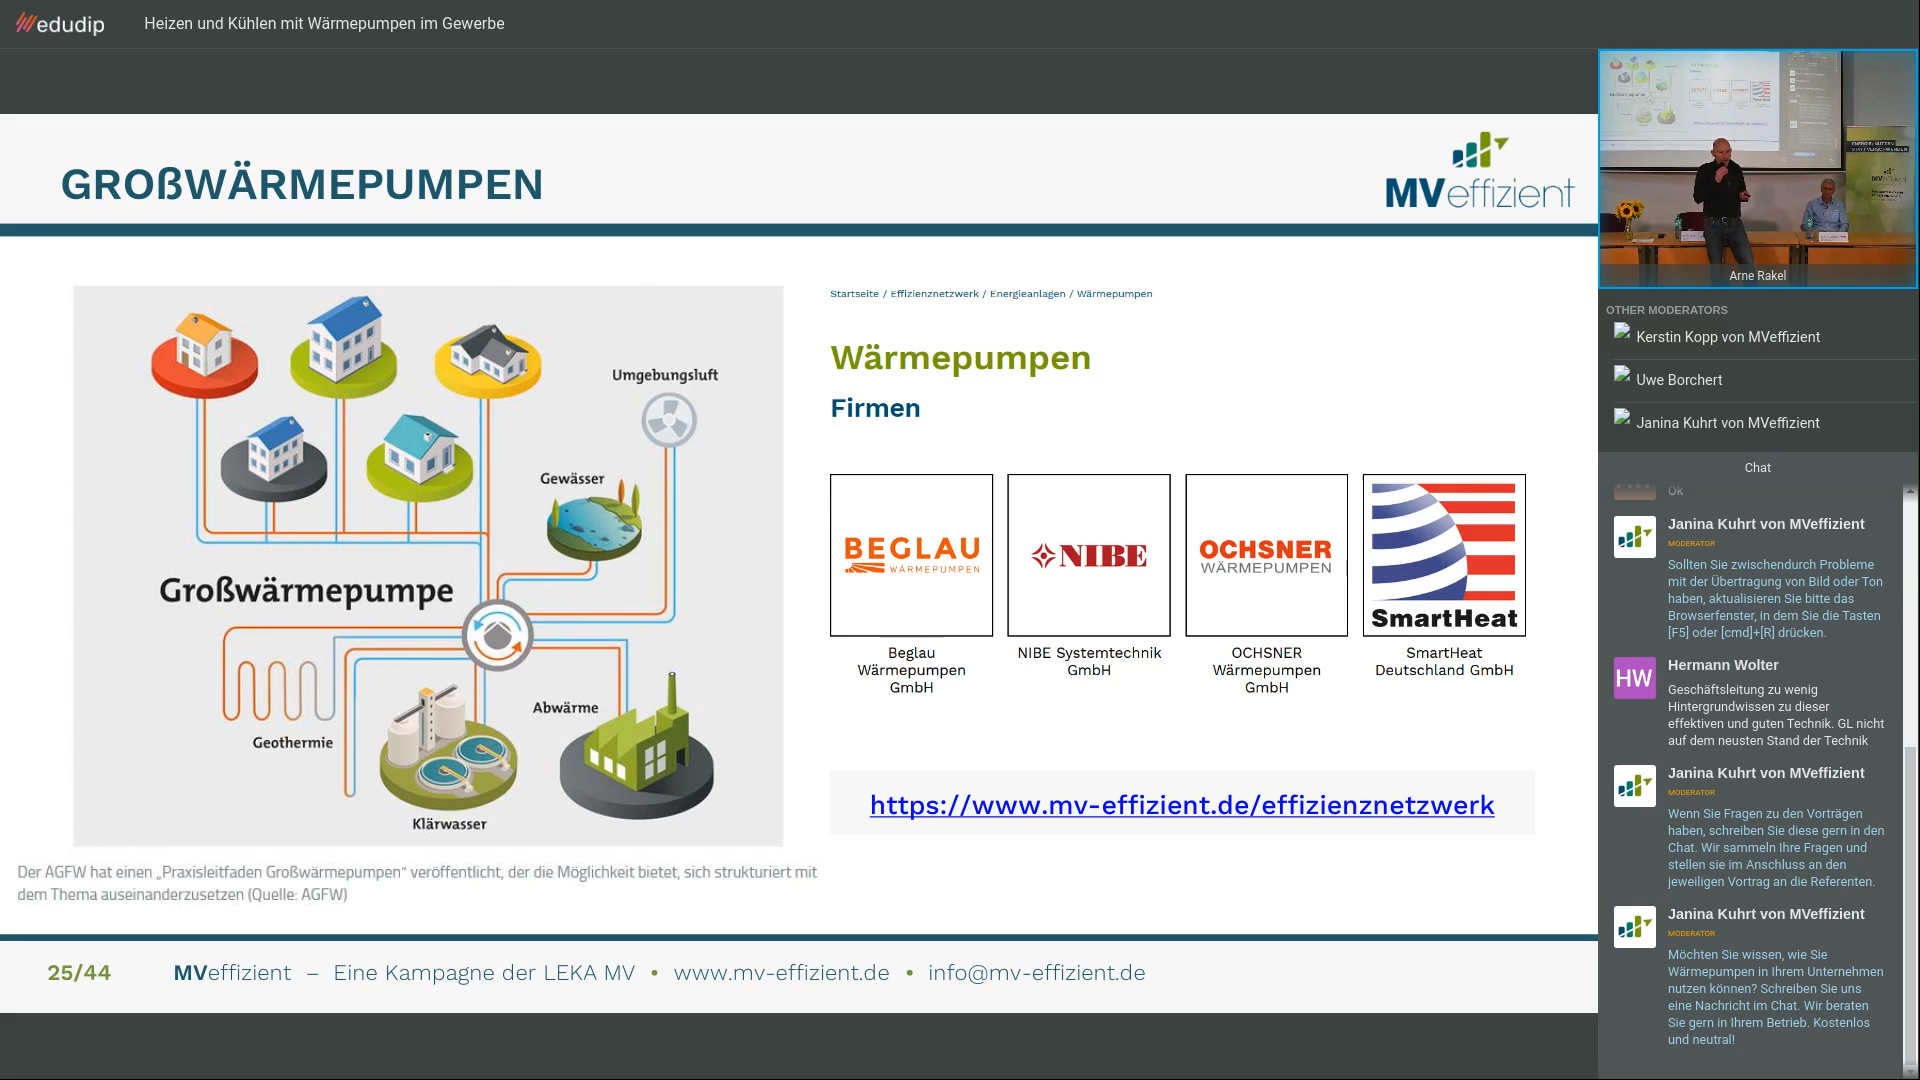 edudip
Heizen und Kühlen mit Wärmepumpen im Gewerbe
GROßWÄRMEPUMPEN
MVeffizient
Umgebungsluft
Gewässer
Großwärmepumpe
Geothermie
Abwärme
Klärwasser
Der AGFW hat einen „Praxisleitfaden Großwärmepumpen“ veröffentlicht, der die Möglichkeit bietet, sich strukturiert mit
dem Thema auseinanderzusetzen (Quelle: AGFW)
Startseite / Effizienznetzwerk / Energieanlagen / Wärmepumpen
Wärmepumpen
Firmen
BEGLAU
WÄRMEPUMPEN
NIBE
OCHSNER
WÄRMEPUMPEN
SmartHeat
Beglau
Wärmepumpen
GmbH
NIBE Systemtechnik
GmbH
OCHSNER
Wärmepumpen
GmbH
SmartHeat
Deutschland GmbH
https://www.mv-effizient.de/effizienznetzwerk
25/44
MVeffizient – Eine Kampagne der LEKA MV • www.mv-effizient.de • info@mv-effizient.de
Arne Rakel
OTHER MODERATORS
Kerstin Kopp von MVeffizient
Uwe Borchert
Janina Kuhrt von MVeffizient
Chat
Ok
Janina Kuhrt von MVeffizient
MODERATOR
Sollten Sie zwischendurch Probleme
mit der Übertragung von Bild oder Ton
haben, aktualisieren Sie bitte das
Browserfenster, in dem Sie die Tasten
[F5] oder [cmd]+[R] drücken.
HW
Hermann Wolter
Geschäftsleitung zu wenig
Hintergrundwissen zu dieser
effektiven und guten Technik. GL nicht
auf dem neusten Stand der Technik
Janina Kuhrt von MVeffizient
MODERATOR
Wenn Sie Fragen zu den Vorträgen
haben, schreiben Sie diese gern in den
Chat. Wir sammeln Ihre Fragen und
stellen sie im Anschluss an den
jeweiligen Vortrag an die Referenten.
Janina Kuhrt von MVeffizient
MODERATOR
Möchten Sie wissen, wie Sie
Wärmepumpen in Ihrem Unternehmen
nutzen können? Schreiben Sie uns
eine Nachricht im Chat. Wir beraten
Sie gern in Ihrem Betrieb. Kostenlos
und neutral!